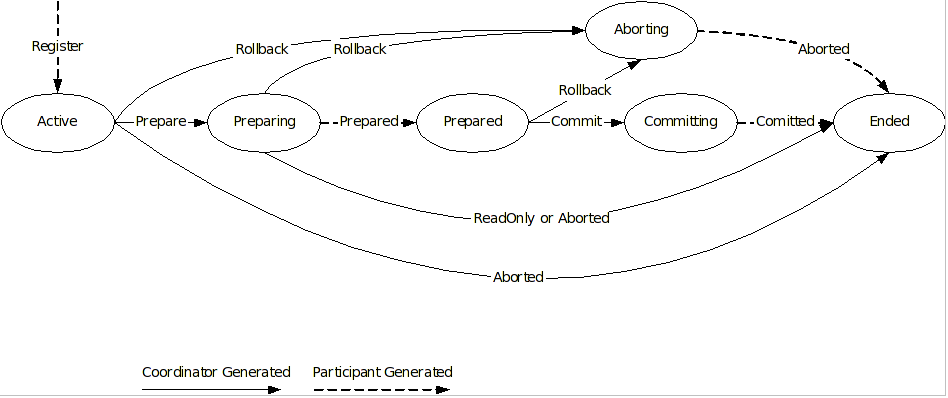 Register
Rollback
Rollback
Aborting
Aborted
Rollback
Active
Prepare
Preparing
Prepared
Prepared
Commit
Committing
Comitted
Ended
ReadOnly or Aborted
Aborted
Coordinator Generated
Participant Generated